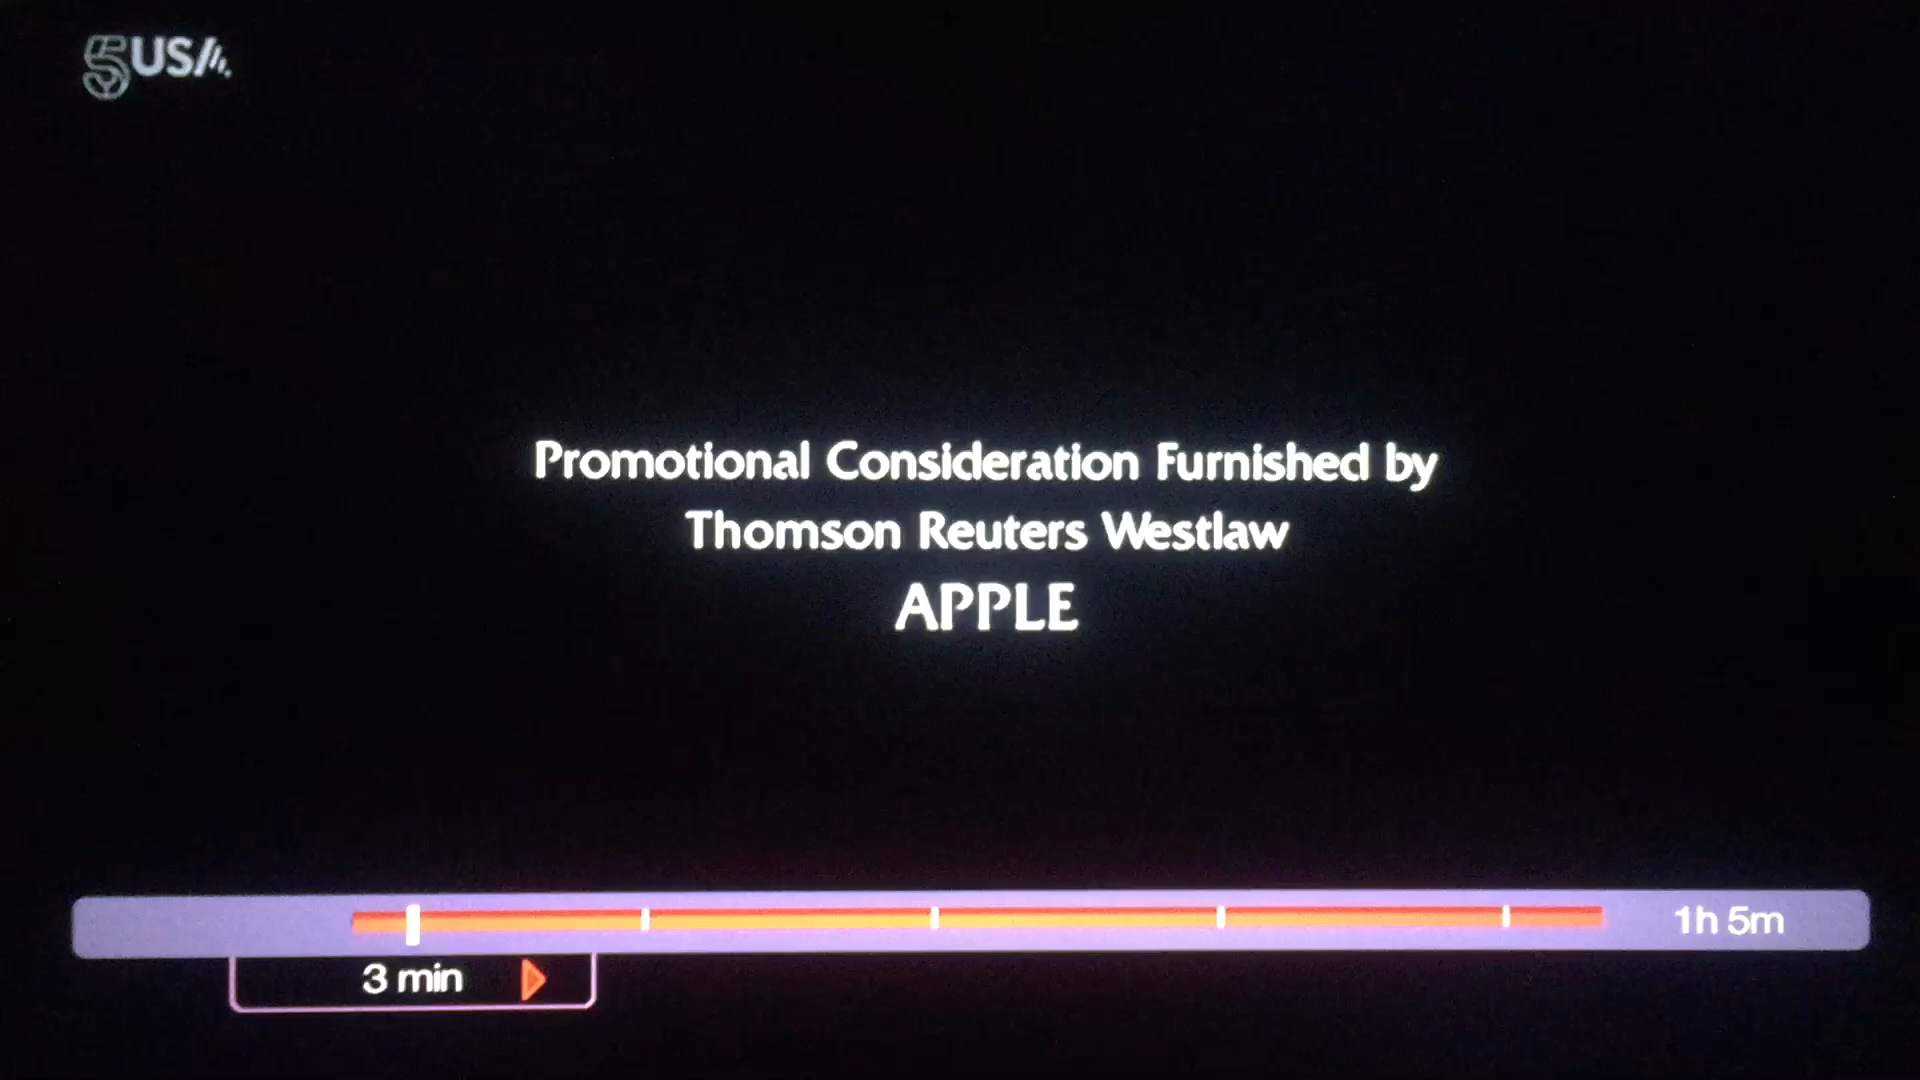 5USA
Promotional Consideration Furnished by
Thomson Reuters Westlaw
APPLE
1h 5m
3 min